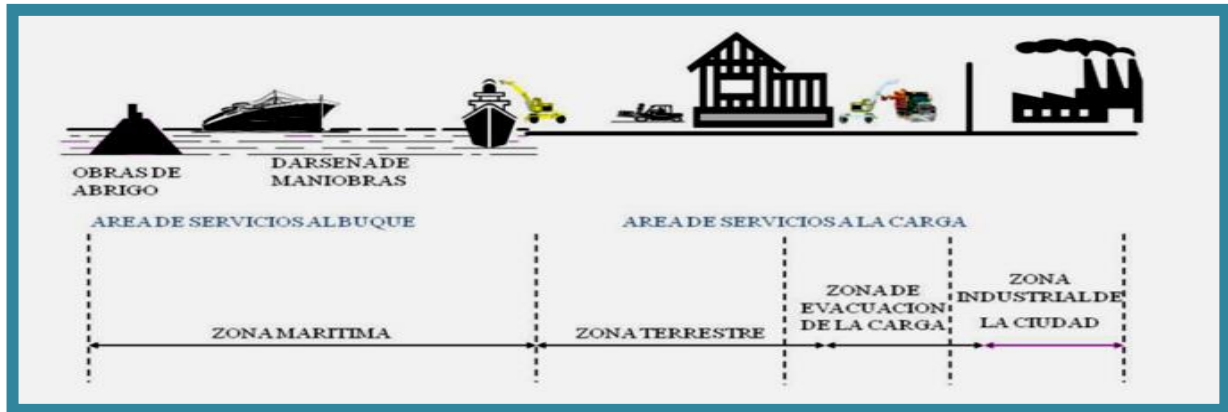 OBRAS DE
ABRIGO
DARSEÑA DE
MANIOBRAS
AREA DE SERVICIOS AL BUQUE
AREA DE SERVICIOS A LA CARGA
ZONA MARITIMA
ZONA TERRESTRE
ZONA DE
EVACUACION
DE LA CARGA
ZONA
INDUSTRIAL DE
LA CIUDAD